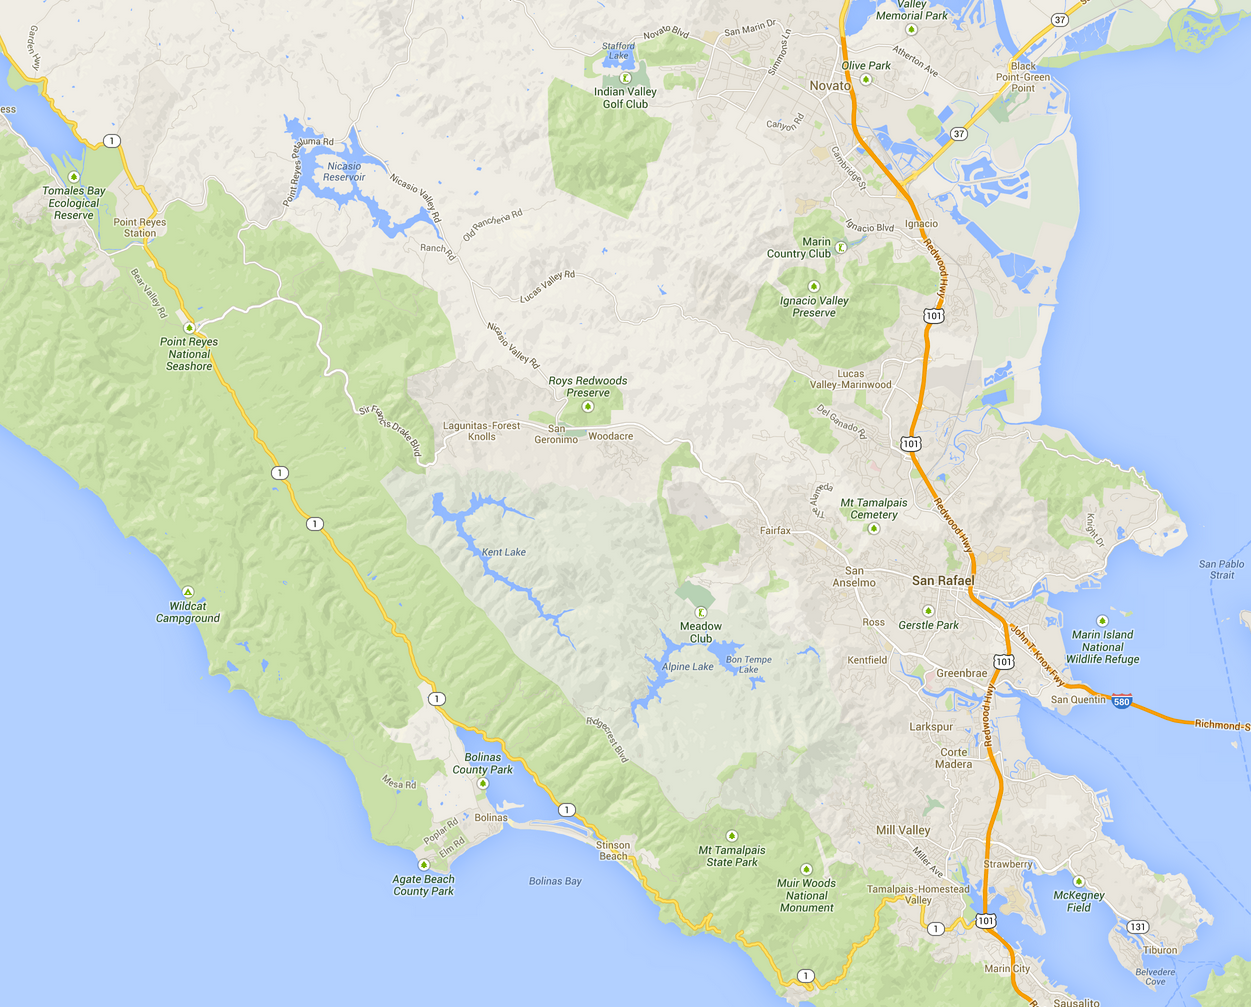 Valley
Memorial Park
37
San Marin Dr
Novato Blvd
Simmons Ln
Garden Hwy
Stafford
Lake
Atherton Ave
Olive Park
Black
Point-Green
Point
Indian Valley
Golf Club
Novato
ess
Canyon Rd
37
1
Point Reyes Petaluma Rd
Cambridge St
Nicasio
Reservoir
Nicasio Valley Rd
Tomales Bay
Ecological
Reserve
Point Reyes
Station
Old Rancheria Rd
Ignacio Blvd
Ignacio
Ranch Rd
Marin
Country Club
Redwood Hwy
Bear Valley Rd
Lucas Valley Rd
Ignacio Valley
Preserve
101
Point Reyes
National
Seashore
Nicasio Valley Rd
Lucas
Valley-Marinwood
Roys Redwoods
Preserve
Sir Francis Drake Blvd
Lagunitas-Forest
Knolls
San
Geronimo
Woodacre
Del Ganado Rd
101
1
The Alameda
Mt Tamalpais
Cemetery
Redwood Hwy
Knight Dr
1
Fairfax
Kent Lake
San Pablo
Strait
San
Anselmo
San Rafael
Wildcat
Campground
Meadow
Club
Ross
Gerstle Park
Marin Island
National
Wildlife Refuge
John T Knox Fwy
Alpine Lake
Bon Tempe
Lake
Kentfield
101
Greenbrae
1
San Quentin
580
Redwood Hwy
Richmond-S
Ridgecrest Blvd
Larkspur
Corte
Madera
Bolinas
County Park
Mesa Rd
1
Bolinas
Poplar Rd
Elm Rd
Stinson
Beach
Mt Tamalpais
State Park
Mill Valley
Miller Ave
Strawberry
Agate Beach
County Park
Bolinas Bay
Muir Woods
National
Monument
Tamalpais-Homestead
Valley
McKegney
Field
101
1
131
Tiburon
1
Marin City
Belvedere
Cove
Sausalito